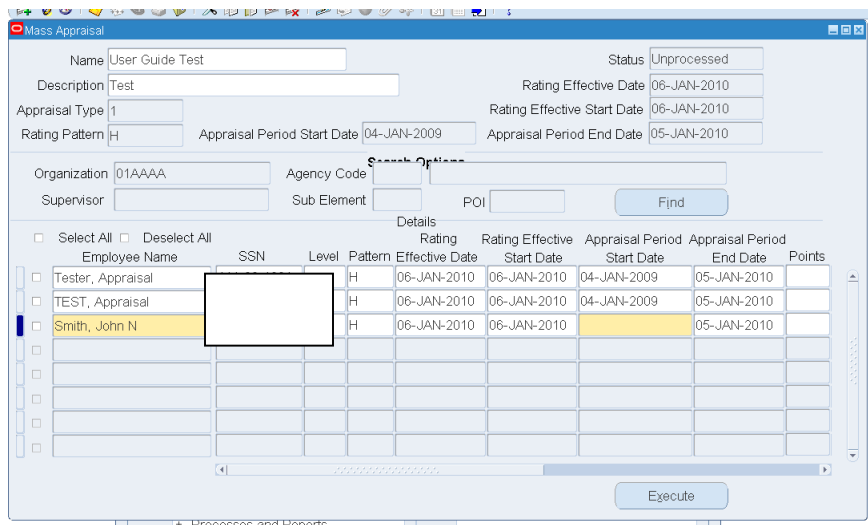 Mass Appraisal
Name User Guide Test Status Unprocessed
Description Test Rating Effective Date 06-JAN-2010
Appraisal Type 1 Rating Effective Start Date 06-JAN-2010
Rating Pattern H Appraisal Period Start Date 04-JAN-2009 Appraisal Period End Date 05-JAN-2010
Search Options
Organization 01AAAA Agency Code
Supervisor Sub Element POI Find
Details
Select All Deselect All Rating Rating Effective Appraisal Period Appraisal Period
Employee Name SSN Level Pattern Effective Date Start Date Start Date End Date Points
Tester, Appraisal H 06-JAN-2010 06-JAN-2010 04-JAN-2009 05-JAN-2010
TEST, Appraisal H 06-JAN-2010 06-JAN-2010 04-JAN-2009 05-JAN-2010
Smith, John N H 06-JAN-2010 06-JAN-2010 05-JAN-2010
Execute
Processes and Reports